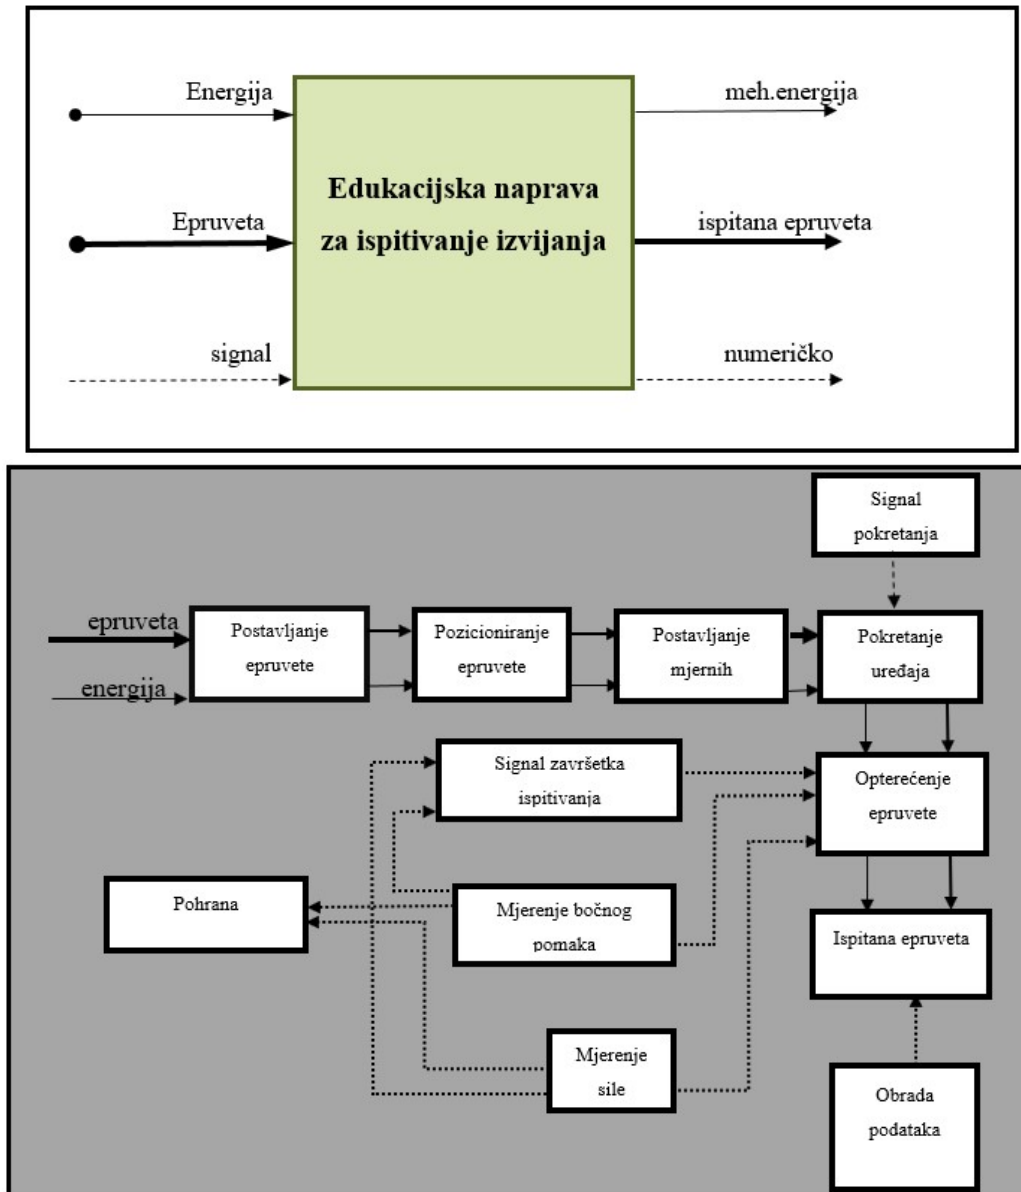 Energija
meh.energija
Edukacijska naprava
za ispitivanje izvijanja
Epruveta
ispitana epruveta
signal
numeričko
Signal
pokretanja
epruveta
energija
Postavljanje
epruvete
Pozicioniranje
epruvete
Postavljanje
mjernih
Pokretanje
uređaja
Signal završetka
ispitivanja
Opterećenje
epruvete
Pohrana
Mjerenje bočnog
pomaka
Ispitana epruveta
Mjerenje
sile
Obrada
podataka